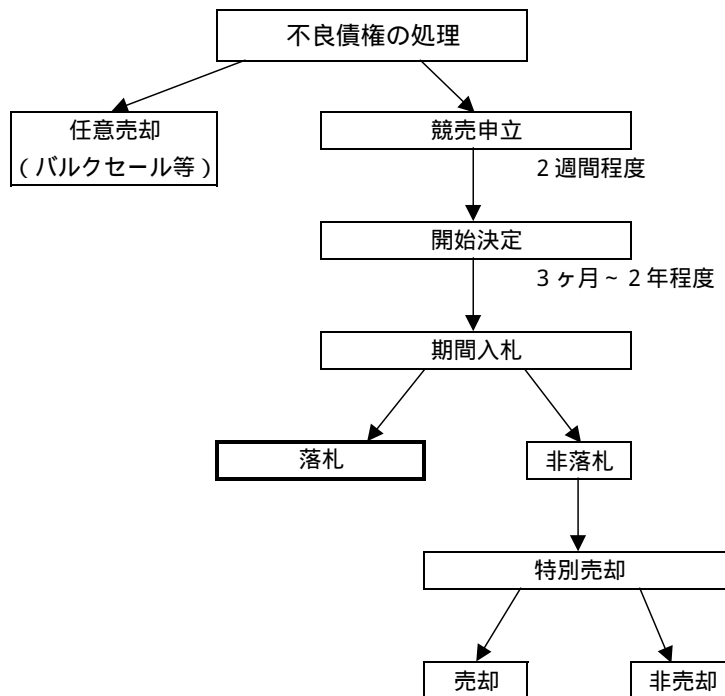 不良債権の処理
任意売却
(バルクセール等)
競売申立
2週間程度
開始決定
3ヶ月~2年程度
期間入札
落札
非落札
特別売却
売却
非売却